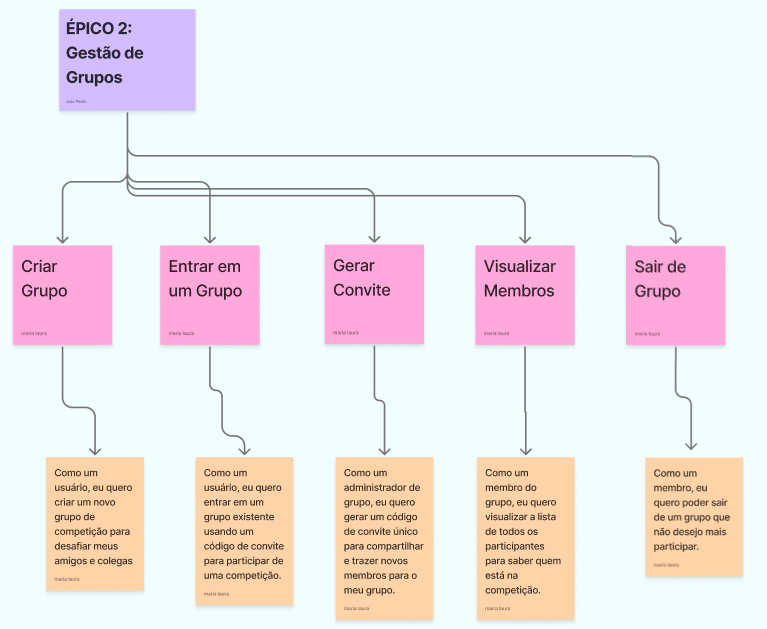 ÉPICO 2:
Gestão de
Grupos
João Pedro
Criar
Grupo
maria laura
Entrar em
um Grupo
maria laura
Gerar
Convite
maria laura
Visualizar
Membros
maria laura
Sair de
Grupo
maria laura
Como um
usuário, eu quero
criar um novo
grupo de
competição para
desafiar meus
amigos e colegas
maria laura
Como um
usuário, eu quero
entrar em um
grupo existente
usando um
código de convite
para participar de
uma competição.
maria laura
Como um
administrador de
grupo, eu quero
gerar um código
de convite único
para compartilhar
e trazer novos
membros para o
meu grupo.
maria laura
Como um
membro do
grupo, eu quero
visualizar a lista
de todos os
participantes
para saber quem
está na
competição.
maria laura
Como um
membro, eu
quero poder sair
de um grupo que
não desejo mais
participar.
maria laura